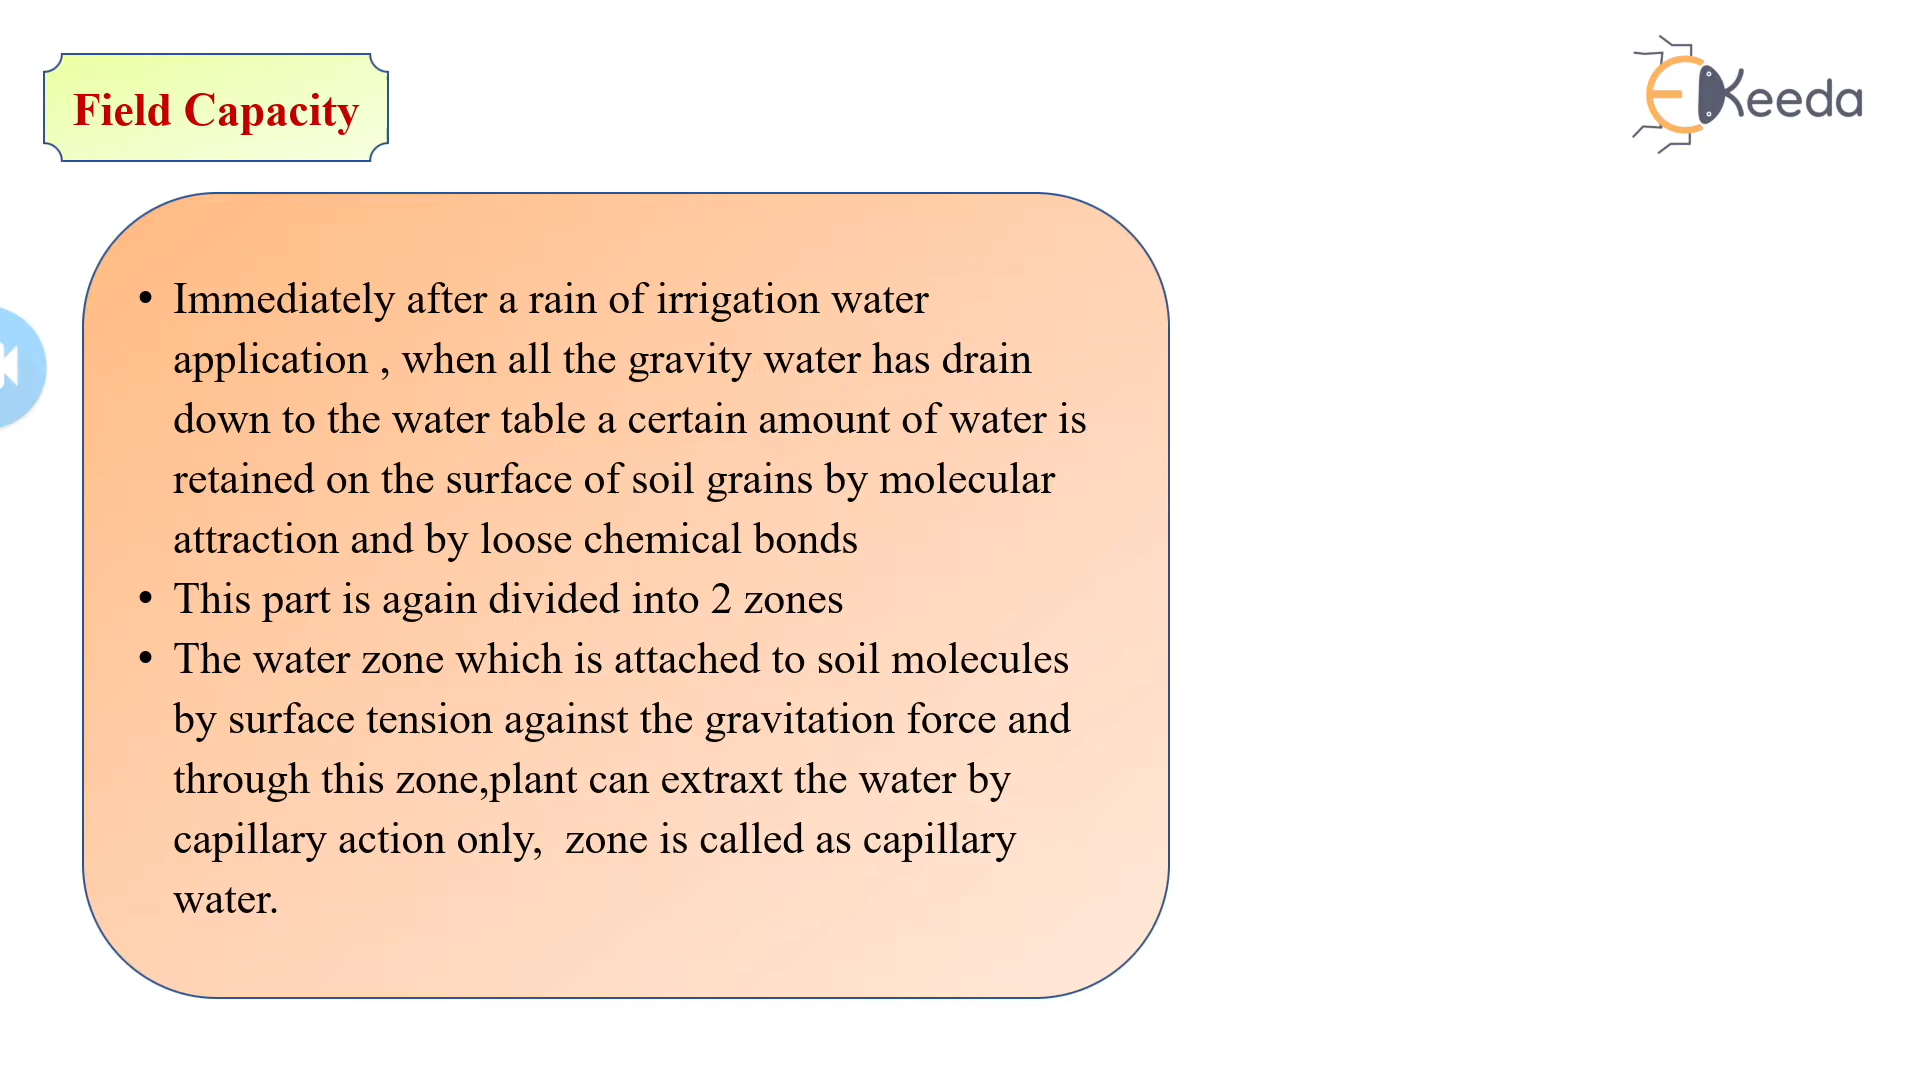 Field Capacity
EKeeda
• Immediately after a rain of irrigation water
application , when all the gravity water has drain
down to the water table a certain amount of water is
retained on the surface of soil grains by molecular
attraction and by loose chemical bonds
• This part is again divided into 2 zones
• The water zone which is attached to soil molecules
by surface tension against the gravitation force and
through this zone,plant can extraxt the water by
capillary action only,  zone is called as capillary
water.